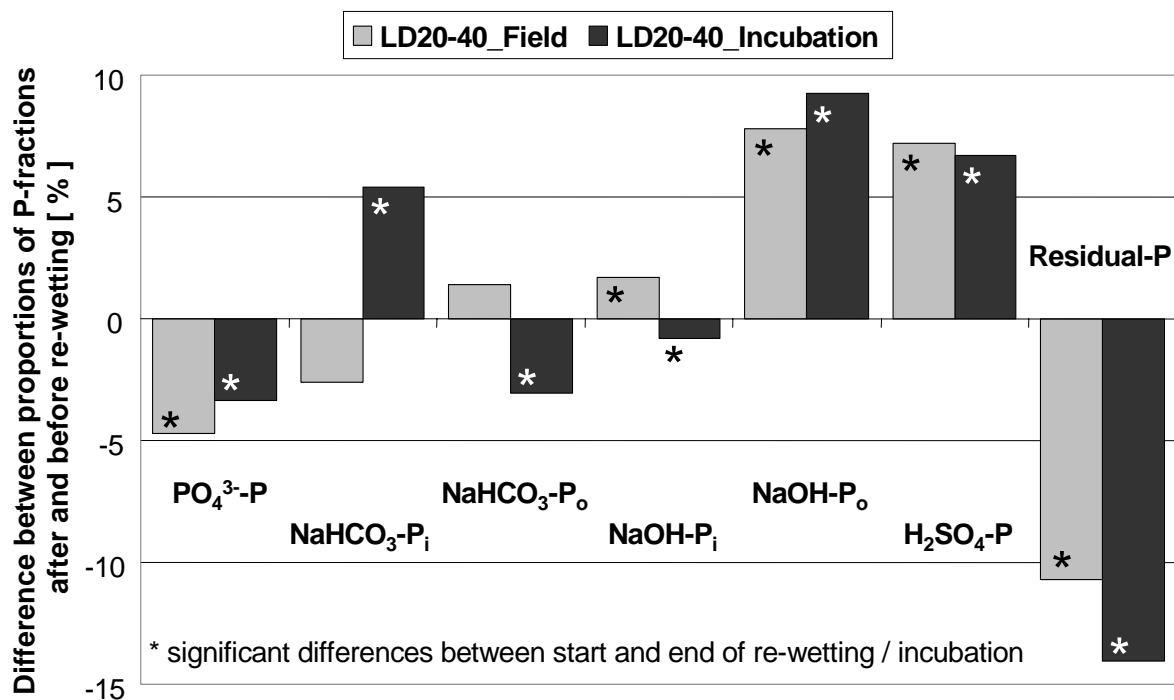 LD20-40_Field LD20-40_Incubation
Difference between proportions of P-fractions
after and before re-wetting [ % ]
10
5
0
-5
-10
-15
Residual-P
PO₄³⁻-P
NaHCO₃-Pᵢ
NaHCO₃-Pₒ
NaOH-Pᵢ
NaOH-Pₒ
H₂SO₄-P
* * * * * * * * * * * *
* significant differences between start and end of re-wetting / incubation